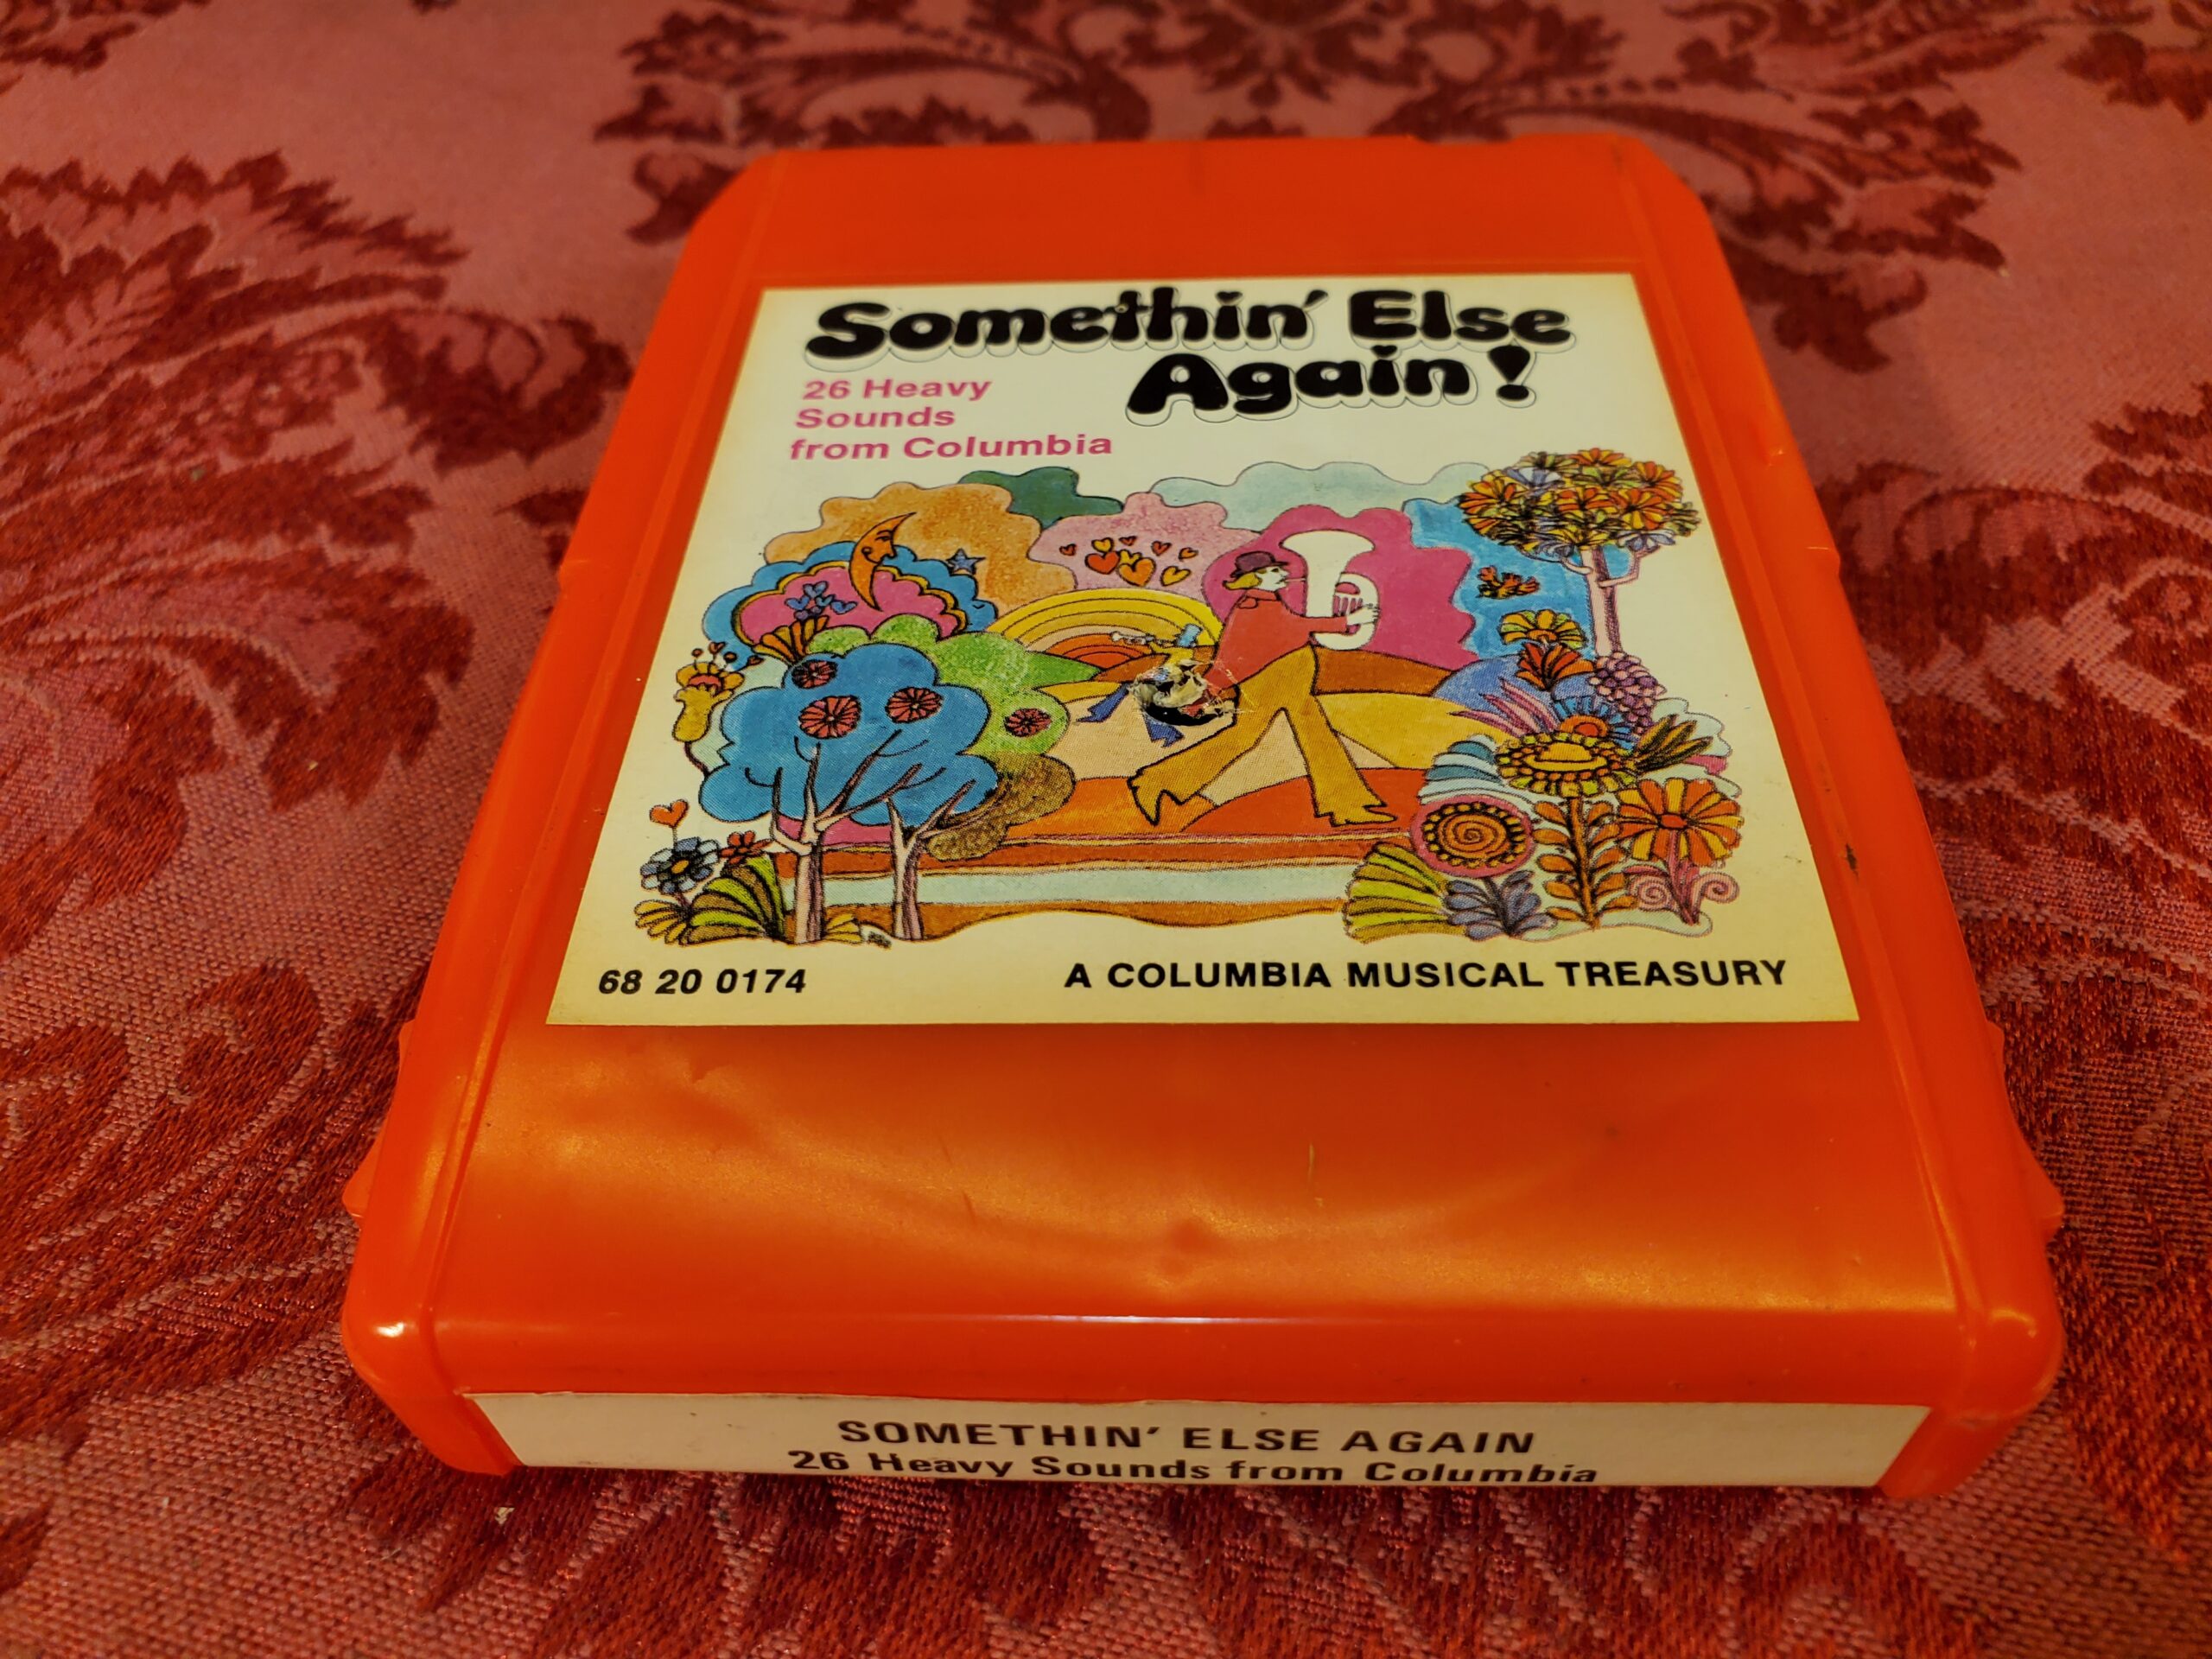 Somethin' Else
Again!
26 Heavy
Sounds
from Columbia
68 20 0174
A COLUMBIA MUSICAL TREASURY
SOMETHIN' ELSE AGAIN
26 Heavy Sounds from Columbia